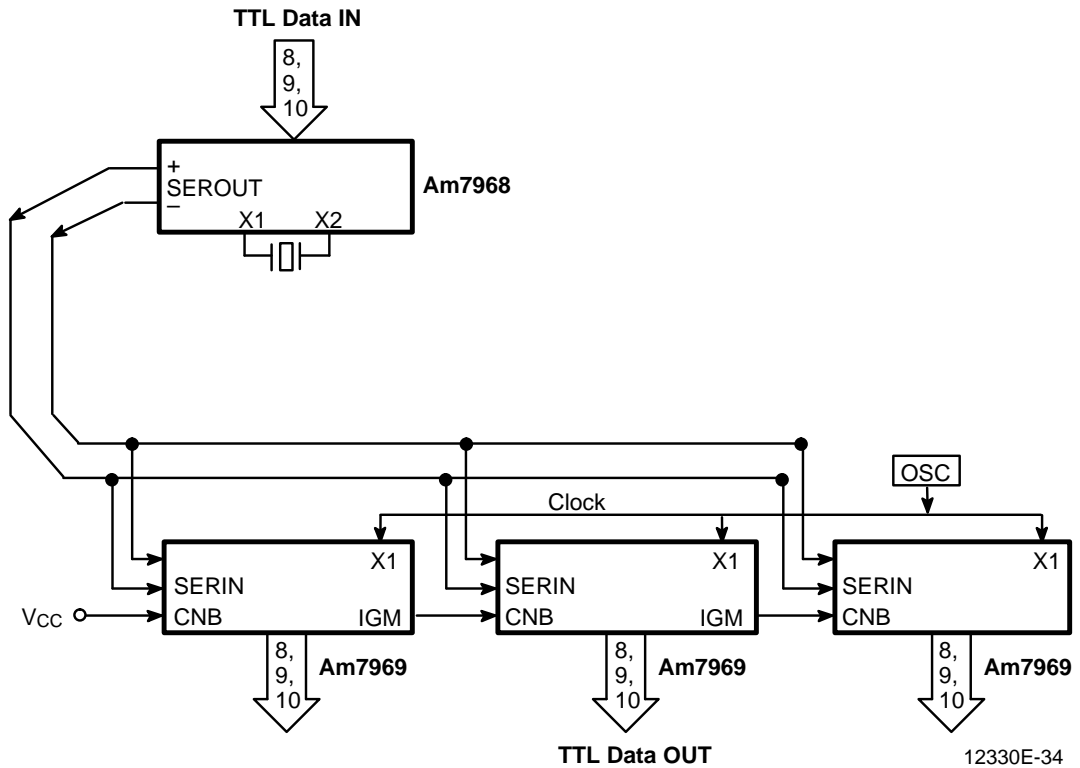 TTL Data IN
8,
9,
10
+
SEROUT
–
X1 X2
Am7968
OSC
Clock
X1
SERIN
CNB
IGM
X1
SERIN
CNB
IGM
X1
SERIN
CNB
VCC
8,
9,
10
Am7969
8,
9,
10
Am7969
8,
9,
10
Am7969
TTL Data OUT
12330E-34